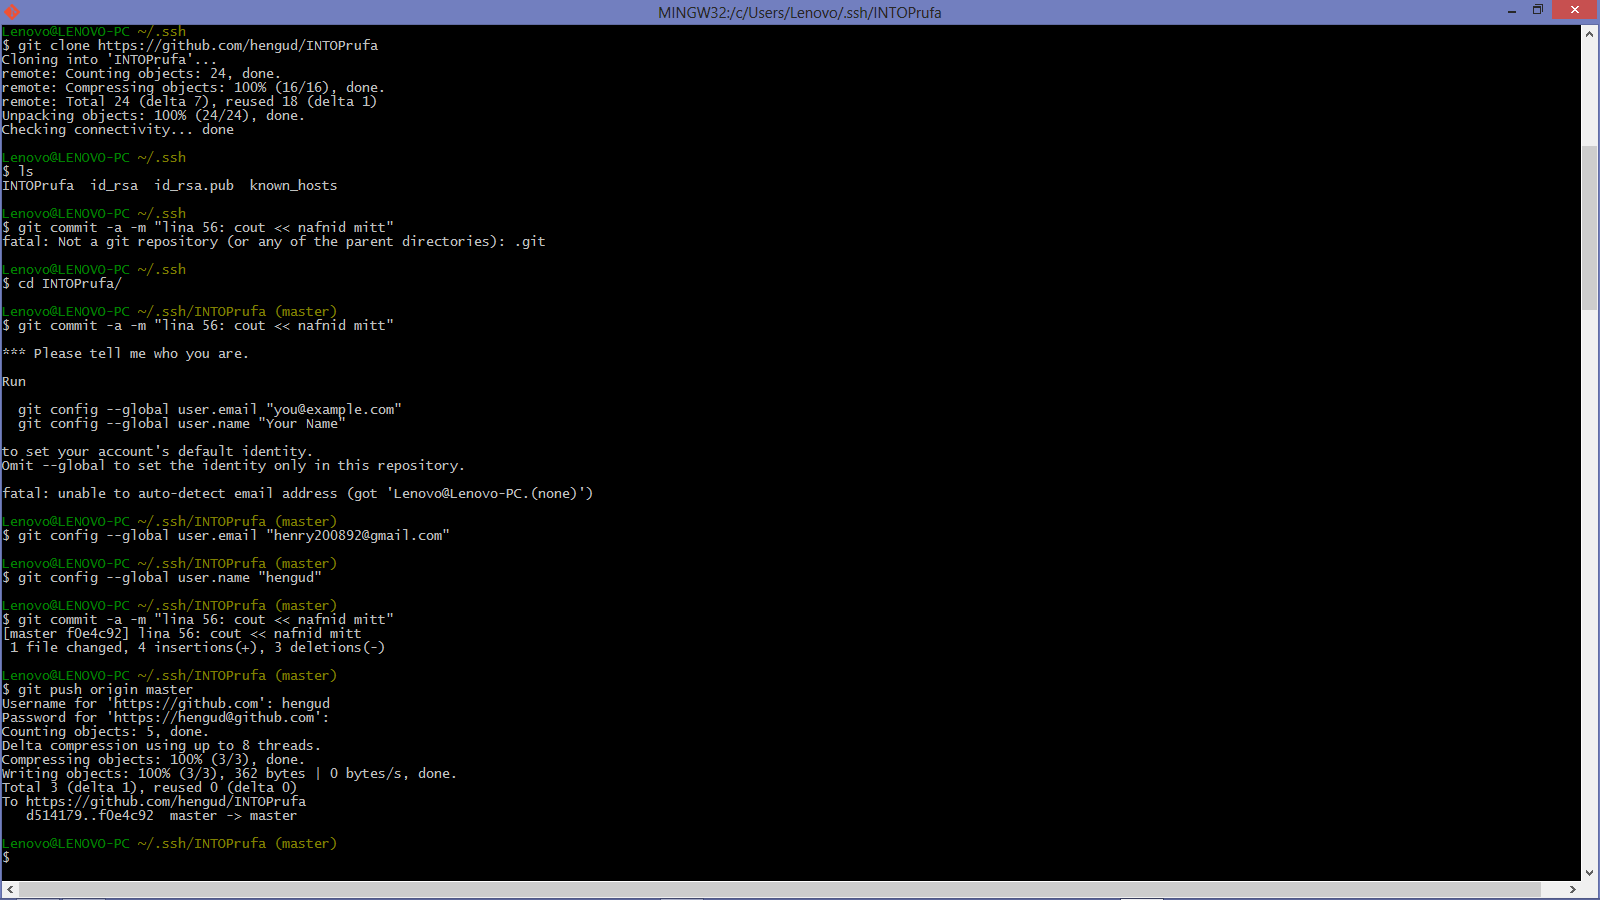 MINGW32:/c/Users/Lenovo/.ssh/INTOPrufa
Lenovo@LENOVO-PC ~/.ssh
$ git clone https://github.com/hengud/INTOPrufa
Cloning into 'INTOPrufa'...
remote: Counting objects: 24, done.
remote: Compressing objects: 100% (16/16), done.
remote: Total 24 (delta 7), reused 18 (delta 1)
Unpacking objects: 100% (24/24), done.
Checking connectivity... done
Lenovo@LENOVO-PC ~/.ssh
$ ls
INTOPrufa  id_rsa  id_rsa.pub  known_hosts
Lenovo@LENOVO-PC ~/.ssh
$ git commit -a -m "lina 56: cout << nafnid mitt"
fatal: Not a git repository (or any of the parent directories): .git
Lenovo@LENOVO-PC ~/.ssh
$ cd INTOPrufa/
Lenovo@LENOVO-PC ~/.ssh/INTOPrufa (master)
$ git commit -a -m "lina 56: cout << nafnid mitt"
*** Please tell me who you are.
Run
  git config --global user.email "you@example.com"
  git config --global user.name "Your Name"
to set your account's default identity.
Omit --global to set the identity only in this repository.
fatal: unable to auto-detect email address (got 'Lenovo@Lenovo-PC.(none)')
Lenovo@LENOVO-PC ~/.ssh/INTOPrufa (master)
$ git config --global user.email "henry200892@gmail.com"
Lenovo@LENOVO-PC ~/.ssh/INTOPrufa (master)
$ git config --global user.name "hengud"
Lenovo@LENOVO-PC ~/.ssh/INTOPrufa (master)
$ git commit -a -m "lina 56: cout << nafnid mitt"
[master f0e4c92] lina 56: cout << nafnid mitt
 1 file changed, 4 insertions(+), 3 deletions(-)
Lenovo@LENOVO-PC ~/.ssh/INTOPrufa (master)
$ git push origin master
Username for 'https://github.com': hengud
Password for 'https://hengud@github.com':
Counting objects: 5, done.
Delta compression using up to 8 threads.
Compressing objects: 100% (3/3), done.
Writing objects: 100% (3/3), 362 bytes | 0 bytes/s, done.
Total 3 (delta 1), reused 0 (delta 0)
To https://github.com/hengud/INTOPrufa
   d514179..f0e4c92  master -> master
Lenovo@LENOVO-PC ~/.ssh/INTOPrufa (master)
$